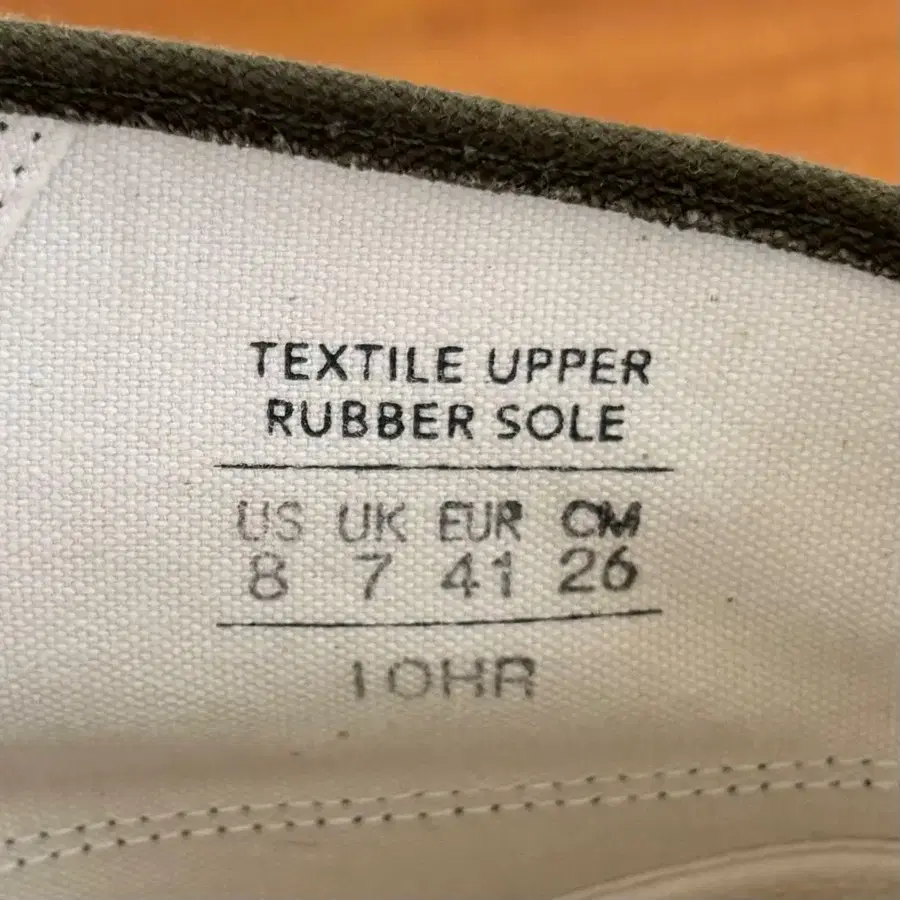 TEXTILE UPPER
RUBBER SOLE
US UK EUR CM
8 7 41 26
10HR